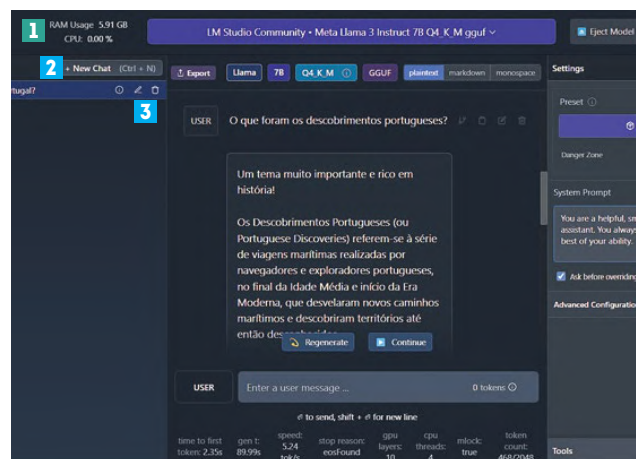 1
RAM Usage 5.91 GB
CPU: 0.00 %
LM Studio Community • Meta Llama 3 Instruct 7B Q4_K_M gguf
Eject Model
2
+ New Chat (Ctrl + N)
Export
Llama
7B
Q4_K_M
GGUF
plaintext
markdown
monospace
Settings
tugal?
3
USER
O que foram os descobrimentos portugueses?
Um tema muito importante e rico em
história!
Os Descobrimentos Portugueses (ou
Portuguese Discoveries) referem-se à série
de viagens marítimas realizadas por
navegadores e exploradores portugueses,
no final da Idade Média e início da Era
Moderna, que desvelaram novos caminhos
marítimos e descobriram territórios até
então
Regenerate
Continue
Preset
Danger Zone
System Prompt
You are a helpful, sm
assistant. You always
best of your ability.
Ask before overriding
Advanced Configuratio
USER
Enter a user message ...
0 tokens
to send, shift + for new line
time to first
token: 2.35s
gen t:
89.99s
speed:
5.24
tok/s
stop reason:
eosFound
gpu
layers:
10
cpu
threads:
4
mlock:
true
token
count:
468/2048
Tools